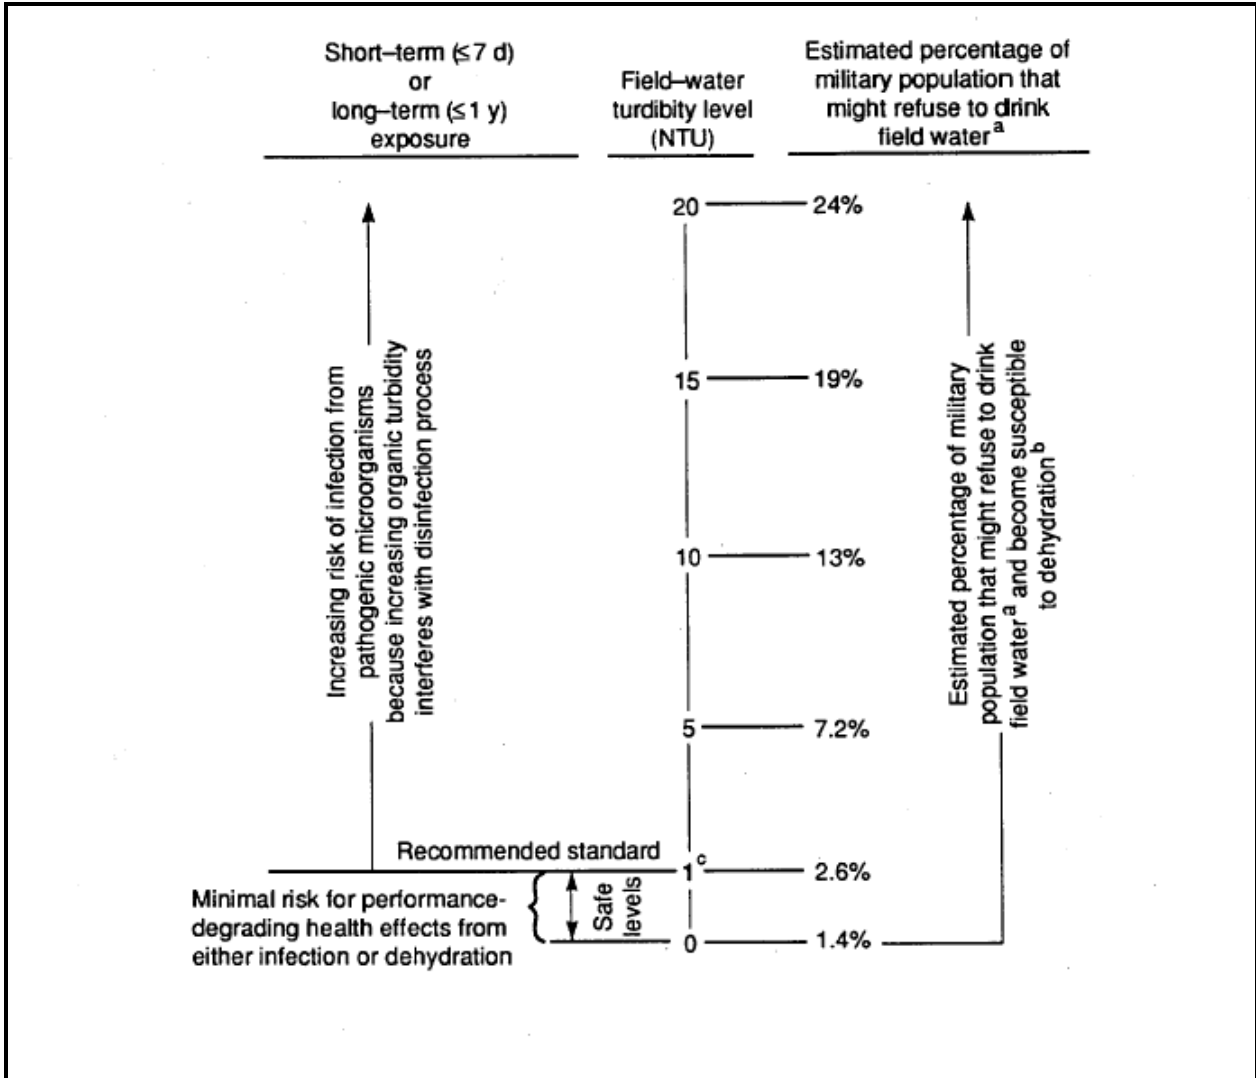 Short–term (≤7 d)
or
long–term (≤1 y)
exposure
Field–water
turdibity level
(NTU)
Estimated percentage of
military population that
might refuse to drink
field water a
20 24%
15 19%
10 13%
5 7.2%
1 c 2.6%
0 1.4%
Increasing risk of infection from
pathogenic microorganisms
because increasing organic turbidity
interferes with disinfection process
Estimated percentage of military
population that might refuse to drink
field water a and become susceptible
to dehydration b
Recommended standard
Minimal risk for performance-
degrading health effects from
either infection or dehydration
Safe
levels